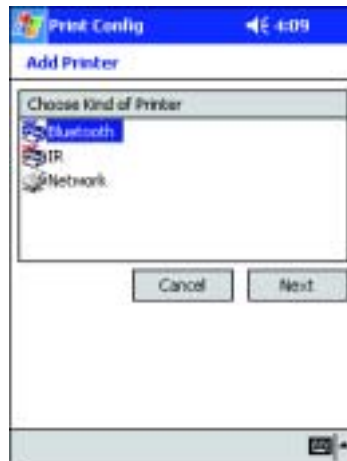 Print Config 4:09
Add Printer
Choose Kind of Printer
Bluetooth
IR
Network
Cancel Next